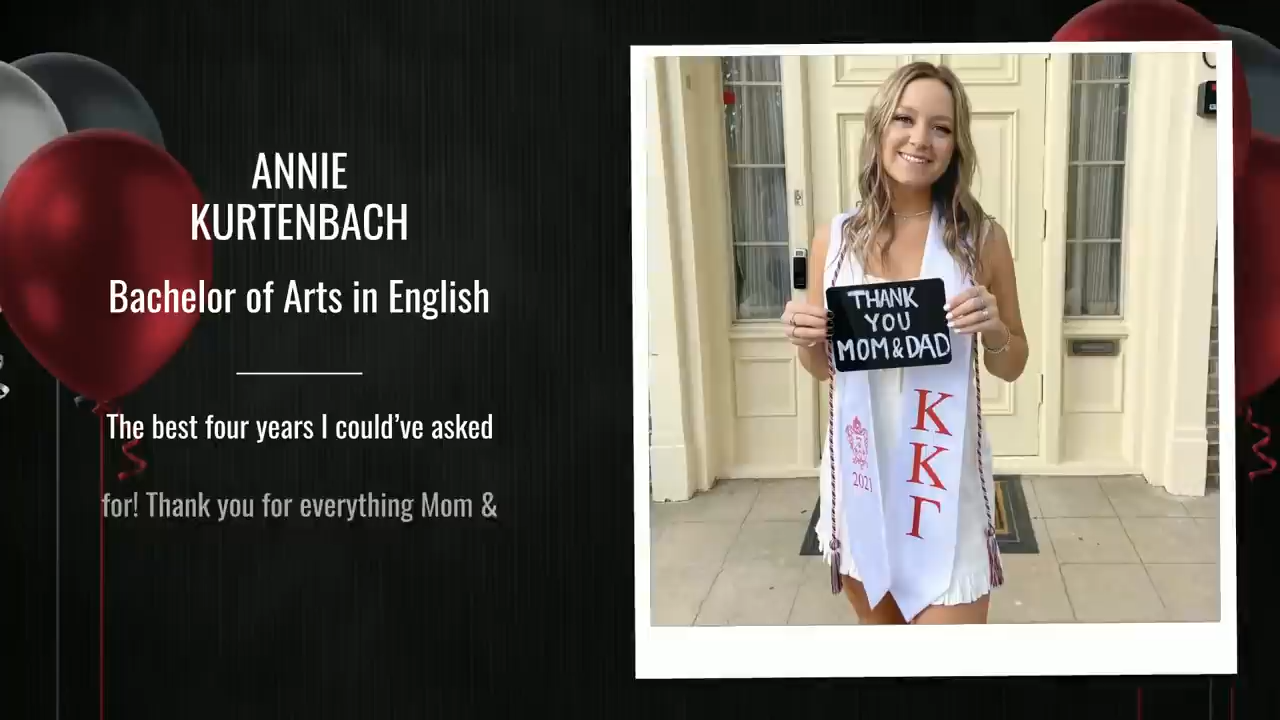 ANNIE
KURTENBACH
Bachelor of Arts in English
The best four years I could’ve asked
for! Thank you for everything Mom &
THANK
YOU
MOM & DAD
ΚΚΓ
2021